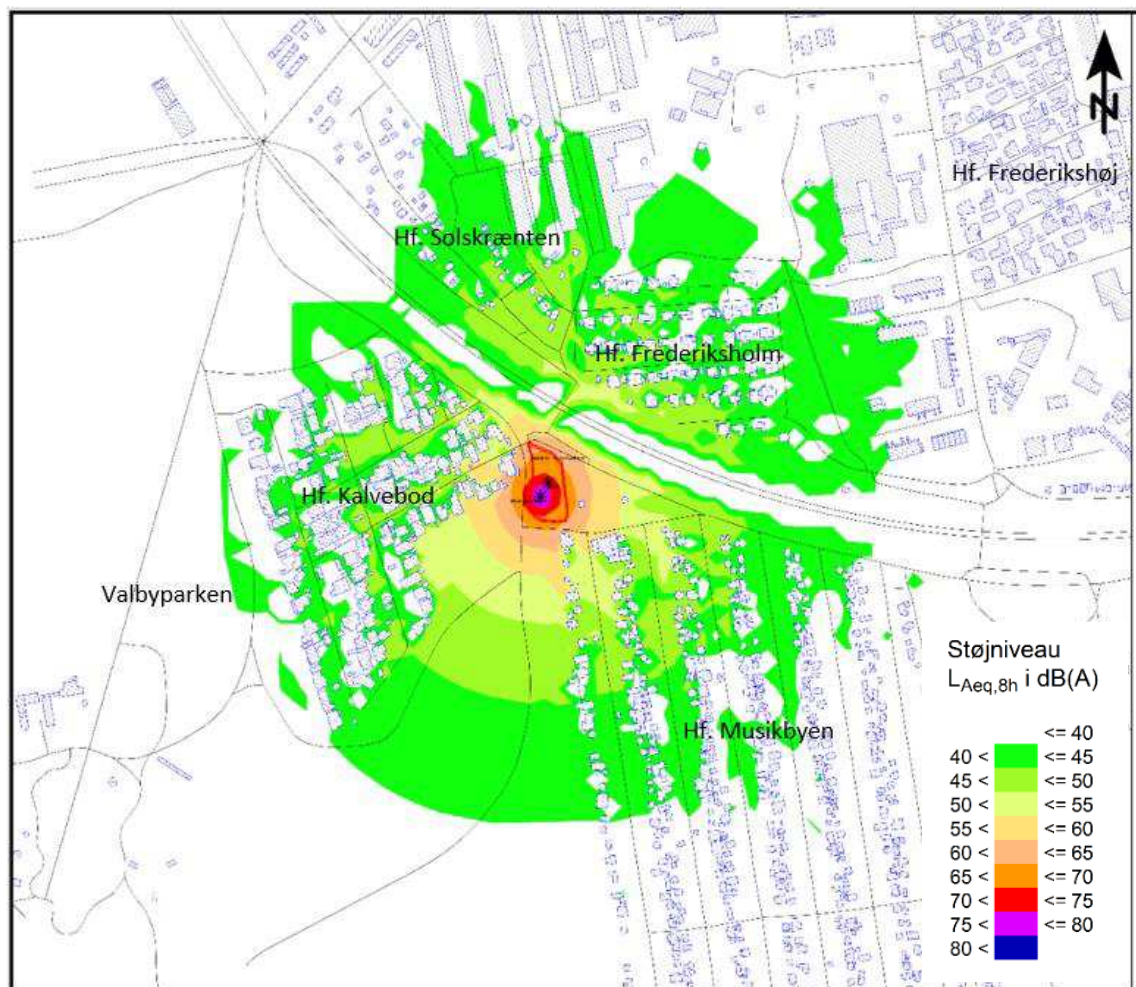 N
Hf. Frederikshøj
Hf. Solskrænten
Hf. Frederiksholm
Hf. Kalvebod
Valbyparken
Hf. Musikbyen
Støjniveau
LAeq,8h i dB(A)
<= 40
40 < <= 45
45 < <= 50
50 < <= 55
55 < <= 60
60 < <= 65
65 < <= 70
70 < <= 75
75 < <= 80
80 <